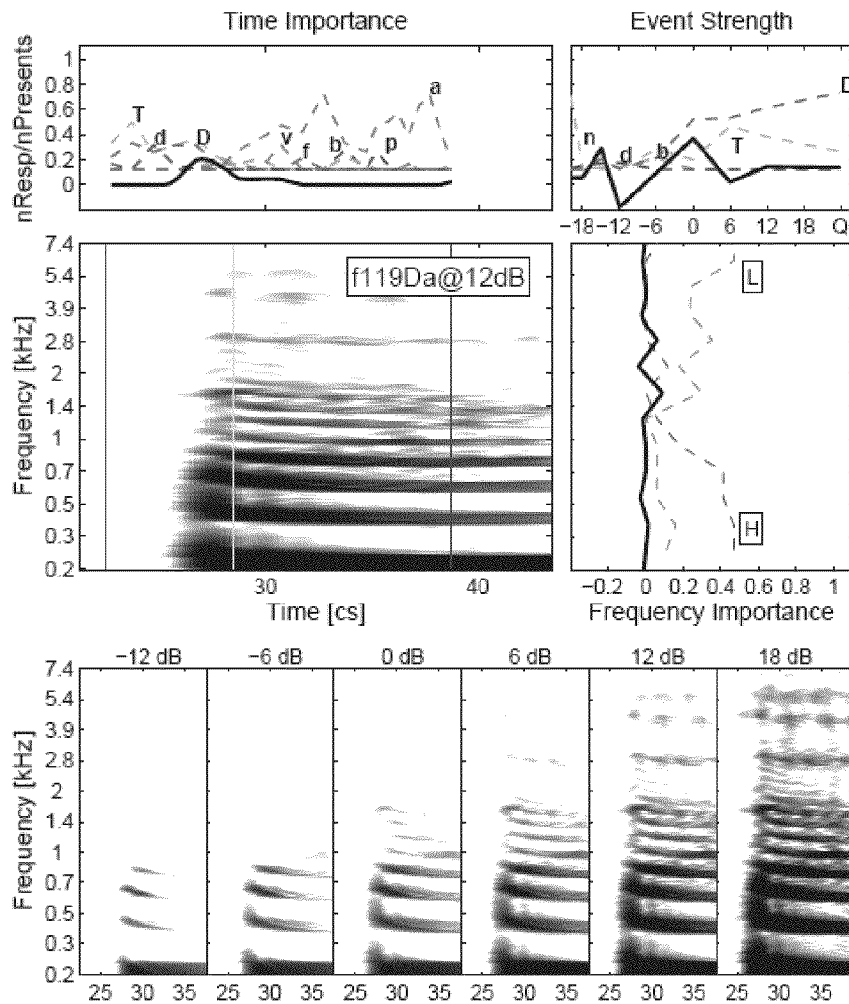 Time Importance
Event Strength
nResp/nPresents
1
0.8
0.6
0.4
0.2
0
T
d
D
v
f
b
p
a
30
40
n
d
b
T
D
−18 −12 −6 0 6 12 18 Q
Frequency [kHz]
7.4
5.4
3.9
2.8
2
1.4
1
0.7
0.5
0.3
0.2
f119Da@12dB
L
H
30
40
Time [cs]
−0.2 0 0.2 0.4 0.6 0.8 1
Frequency Importance
−12 dB
−6 dB
0 dB
6 dB
12 dB
18 dB
Frequency [kHz]
7.4
5.4
3.9
2.8
2
1.4
1
0.7
0.5
0.3
0.2
25 30 35
25 30 35
25 30 35
25 30 35
25 30 35
25 30 35